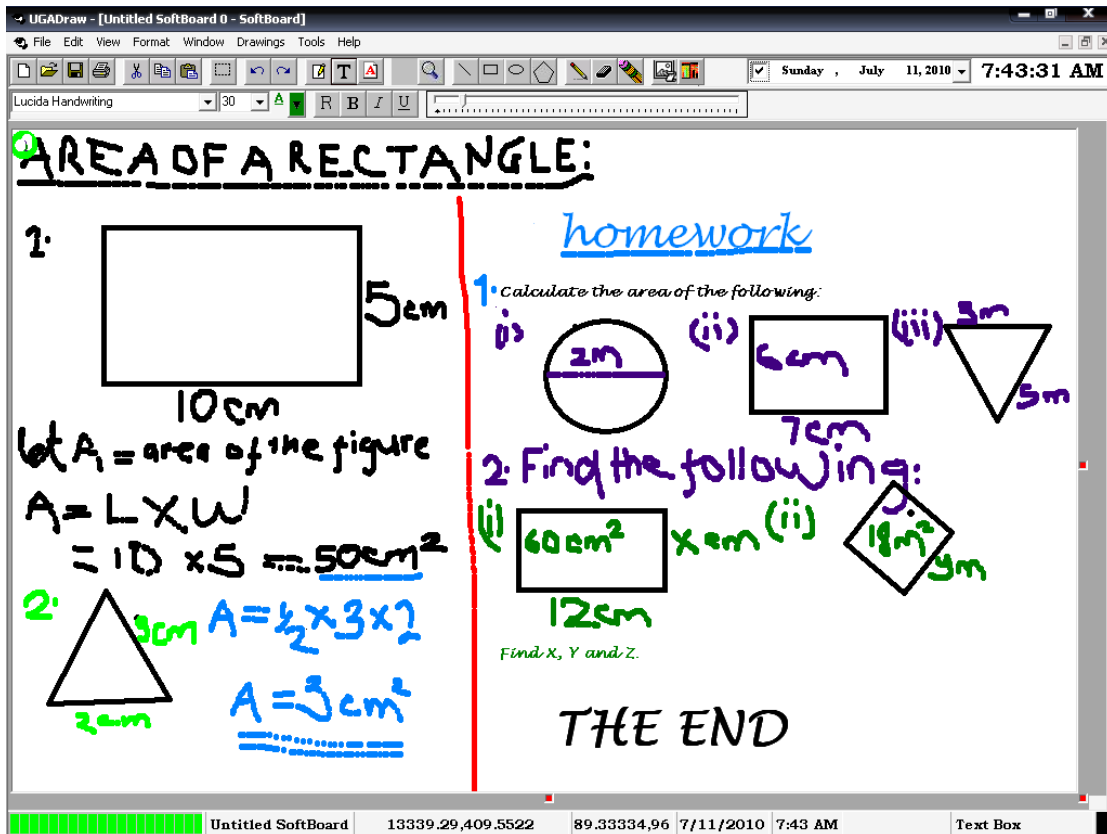 UGADraw - [Untitled SoftBoard 0 - SoftBoard]
File Edit View Format Window Drawings Tools Help
T A
Sunday , July 11, 2010 7:43:31 AM
Lucida Handwriting 30 A R B I U
1
AREA OF A RECTANGLE:
1.
5cm
10cm
let A = area of the figure
A = L X W
= 10 x 5 = 50cm²
2.
3cm
2cm
A = 1/2 x 3 x 2
A = 3cm²
homework
1. Calculate the area of the following:
(i) 2m
(ii) 6cm
7cm
(iii) 3m
5m
2. Find the following:
(i) 60cm² xcm
12cm
(ii) 18m² ym
Find X, Y and Z.
THE END
Untitled SoftBoard 13339.29,409.5522 89.33334,96 7/11/2010 7:43 AM Text Box